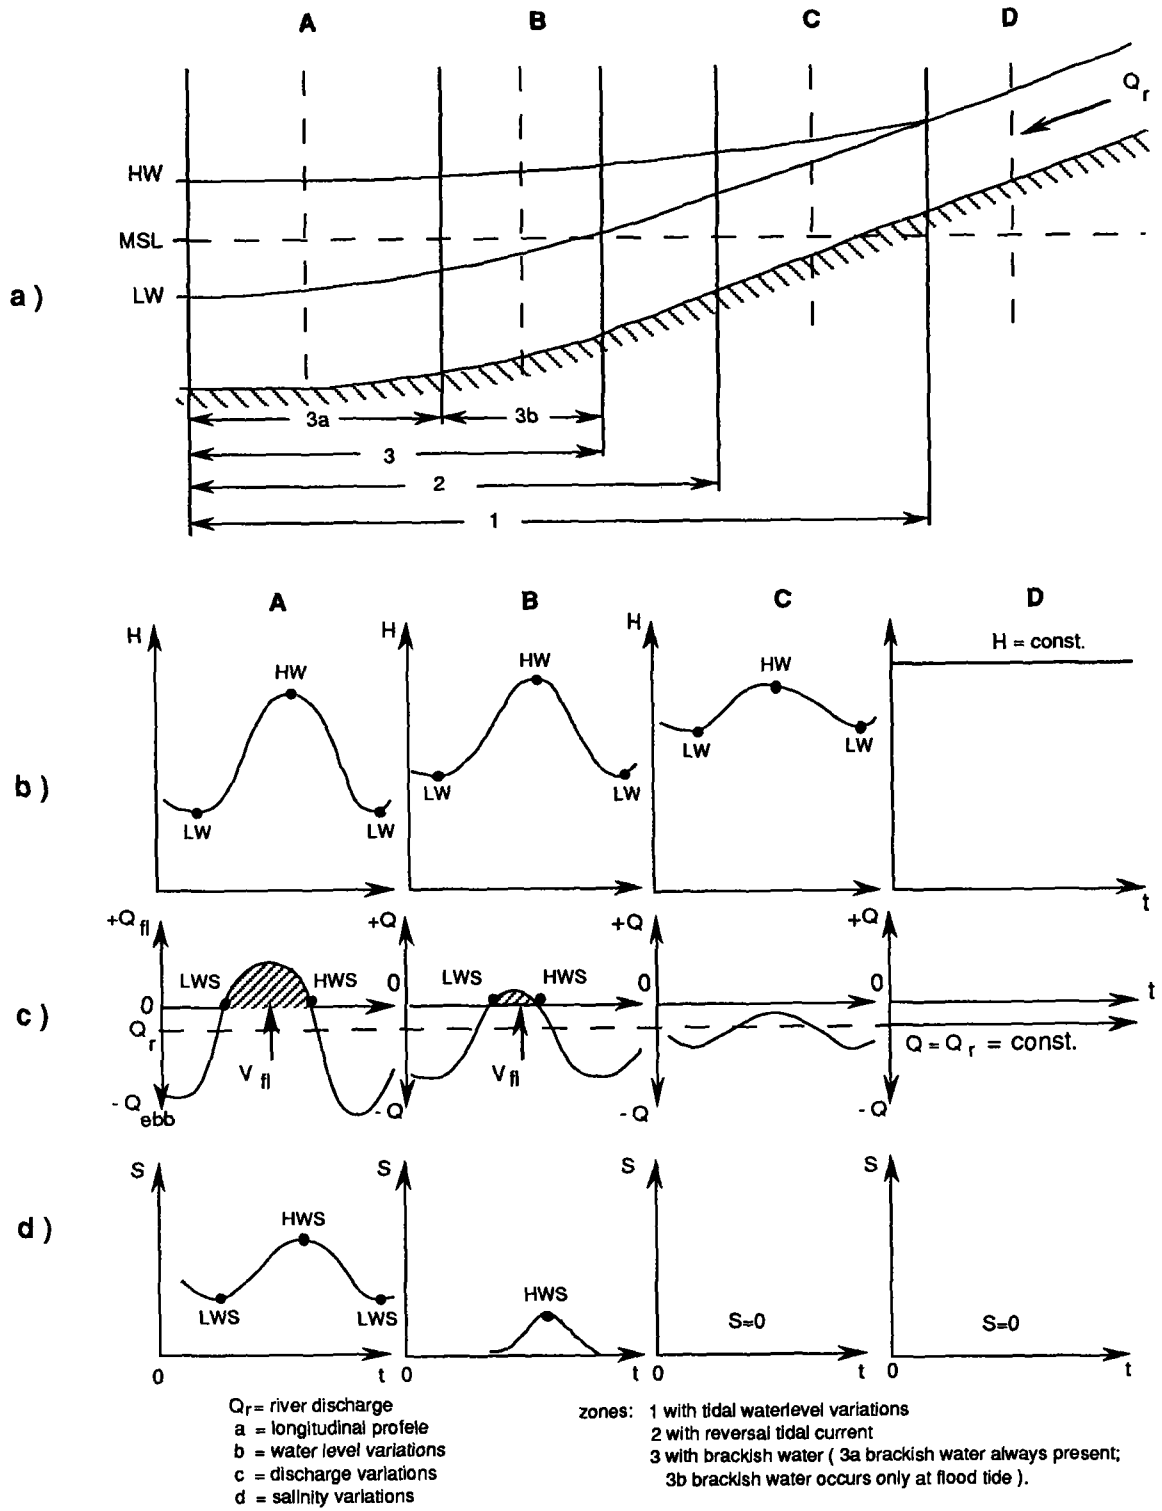 A B C D
Qr
HW
MSL
LW
a )
3a 3b
3
2
1
A B C D
H H H H = const.
HW HW HW
LW LW LW LW LW LW
b )
t
+Q fl +Q +Q +Q
LWS HWS LWS HWS
0 0 0 0
t
c )
Qr
Q = Qr = const.
V fl V fl
- Q ebb - Q - Q - Q
S S S S
d )
HWS
LWS LWS
HWS
S=0 S=0
0 t 0 t 0 t 0 t
Qr = river discharge
a = longitudinal profele
b = water level variations
c = discharge variations
d = salinity variations
zones: 1 with tidal waterlevel variations
2 with reversal tidal current
3 with brackish water ( 3a brackish water always present;
3b brackish water occurs only at flood tide ).